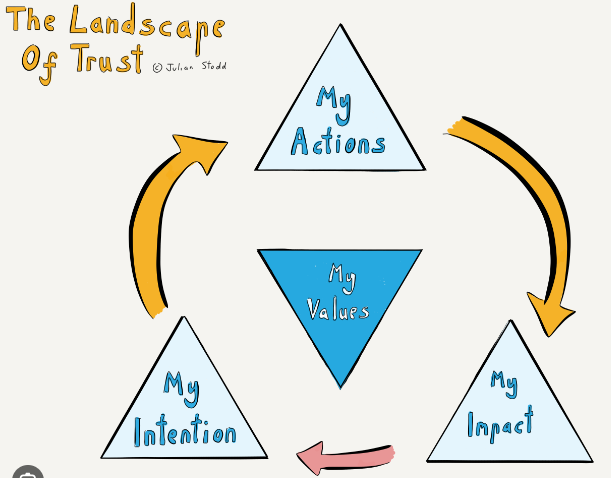 The Landscape
Of Trust © Julian Stodd
My
Actions
My
Values
My
Intention
My
Impact